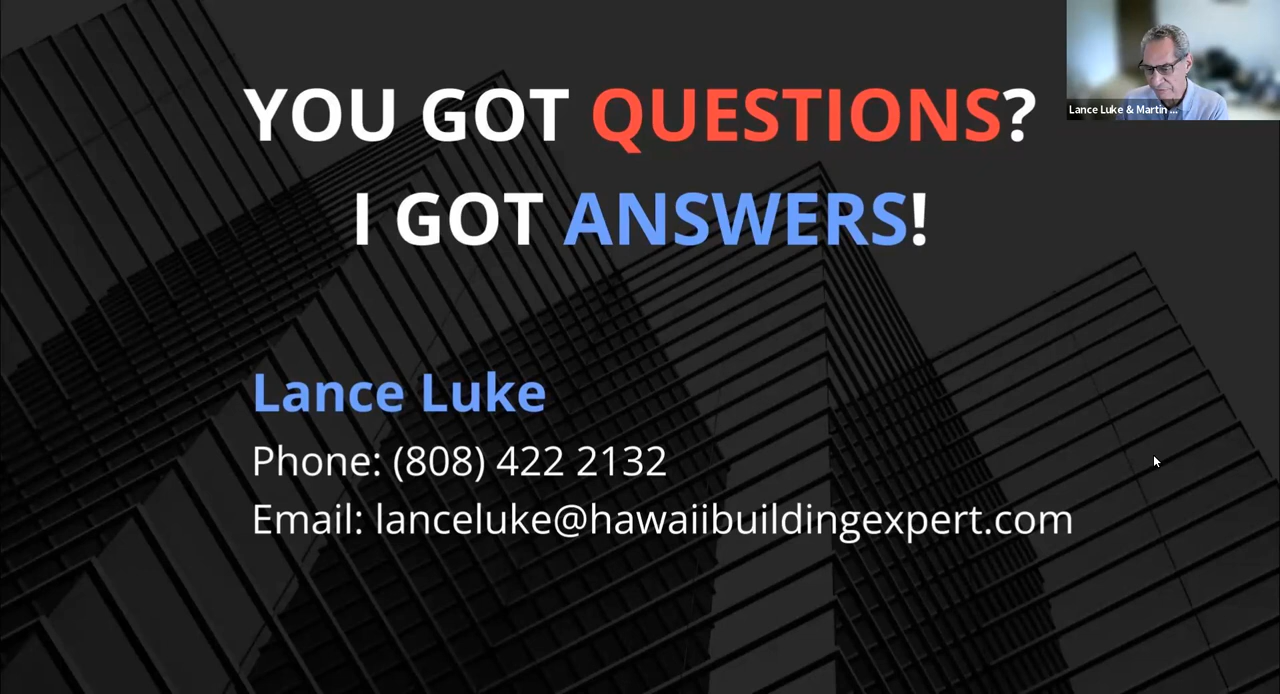 YOU GOT QUESTIONS?
I GOT ANSWERS!
Lance Luke & Martin ...
Lance Luke
Phone: (808) 422 2132
Email: lanceluke@hawaiibuildingexpert.com